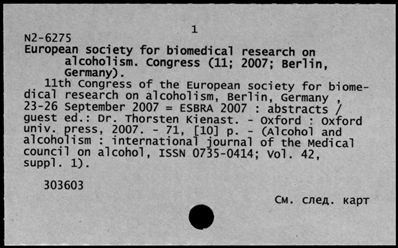 1
N2-6275
European society for biomedical research on
alcoholism. Congress (11; 2007; Berlin,
Germany).
11th Congress of the European society for biome-
dical research on alcoholism, Berlin, Germany ,
23-26 September 2007 = ESBRA 2007 : abstracts /
guest ed.: Dr. Thorsten Kienast. - Oxford : Oxford
univ. press, 2007. - 71, [10] p. - (Alcohol and
alcoholism : international journal of the Medical
council on alcohol, ISSN 0735-0414; Vol. 42,
suppl. 1).
303603
См. след. карт